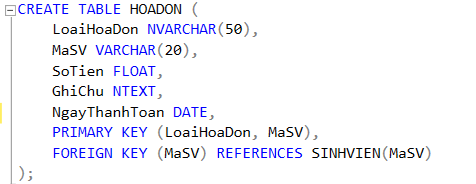 CREATE TABLE HOADON (
LoaiHoaDon NVARCHAR(50),
MaSV VARCHAR(20),
SoTien FLOAT,
GhiChu NTEXT,
NgayThanhToan DATE,
PRIMARY KEY (LoaiHoaDon, MaSV),
FOREIGN KEY (MaSV) REFERENCES SINHVIEN(MaSV)
);